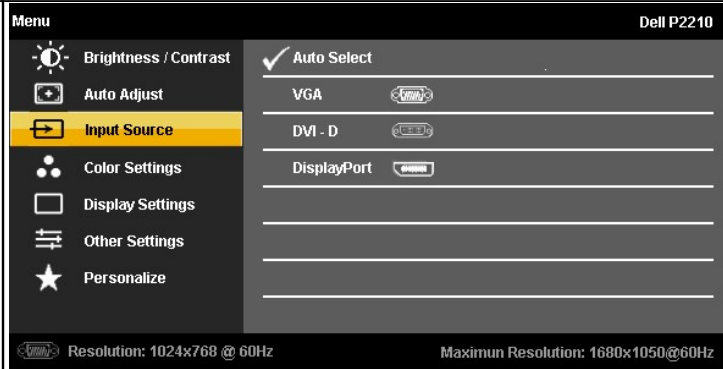 Menu Dell P2210
Brightness / Contrast Auto Select
Auto Adjust VGA
Input Source DVI - D
Color Settings DisplayPort
Display Settings
Other Settings
Personalize
Resolution: 1024x768 @ 60Hz Maximun Resolution: 1680x1050@60Hz